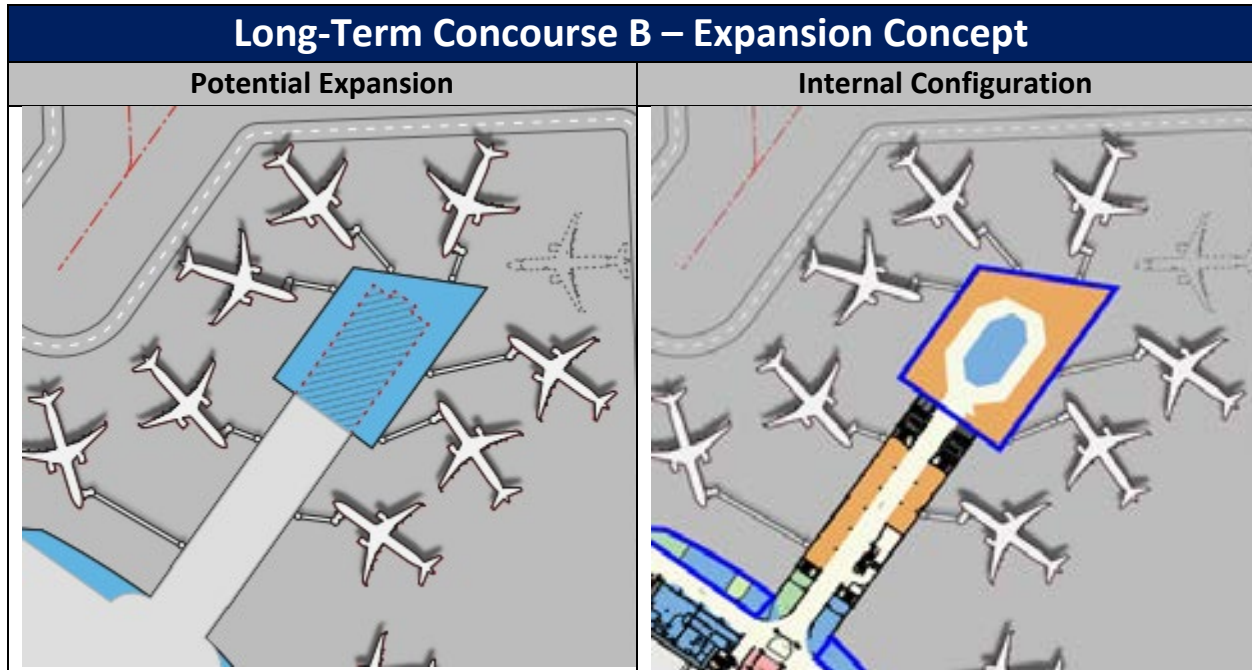 Long-Term Concourse B – Expansion Concept
Potential Expansion
Internal Configuration